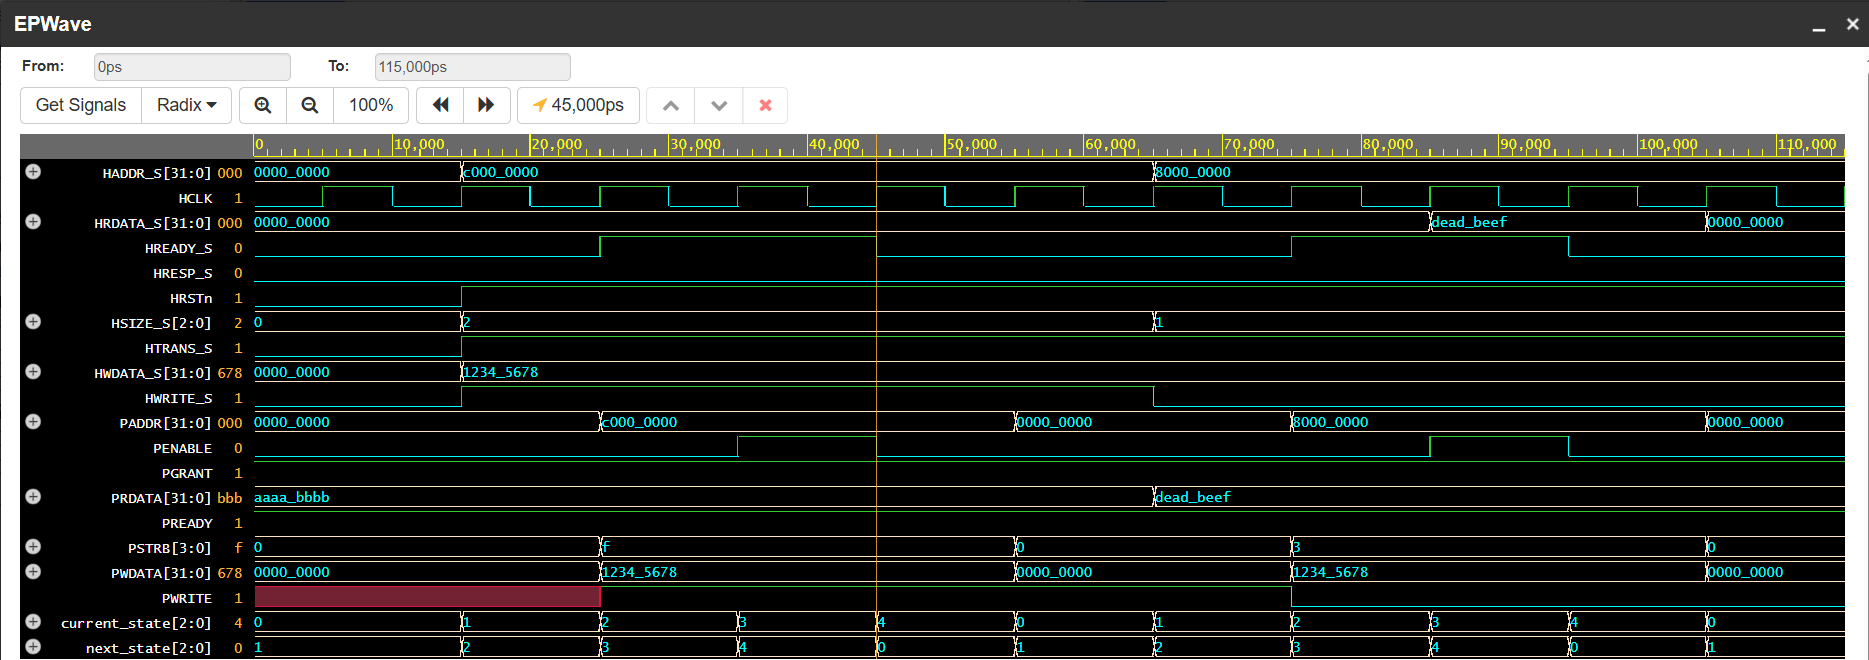 EPWave
From: 0ps To: 115,000ps
Get Signals Radix 100% 45,000ps
0 10,000 20,000 30,000 40,000 50,000 60,000 70,000 80,000 90,000 100,000 110,000
HADDR_S[31:0] 000 0000_0000 c000_0000 8000_0000
HCLK 1
HRDATA_S[31:0] 000 0000_0000 dead_beef 0000_0000
HREADY_S 0
HRESP_S 0
HRSTn 1
HSIZE_S[2:0] 2 0 2 1
HTRANS_S 1
HWDATA_S[31:0] 678 0000_0000 1234_5678
HWRITE_S 1
PADDR[31:0] 000 0000_0000 c000_0000 0000_0000 8000_0000 0000_0000
PENABLE 0
PGRANT 1
PRDATA[31:0] bbb aaaa_bbbb dead_beef
PREADY 1
PSTRB[3:0] f 0 f 0 3 0
PWDATA[31:0] 678 0000_0000 1234_5678 0000_0000 1234_5678 0000_0000
PWRITE 1
current_state[2:0] 4 0 1 2 3 4 0 1 2 3 4 0
next_state[2:0] 0 1 2 3 4 0 1 2 3 4 0 1